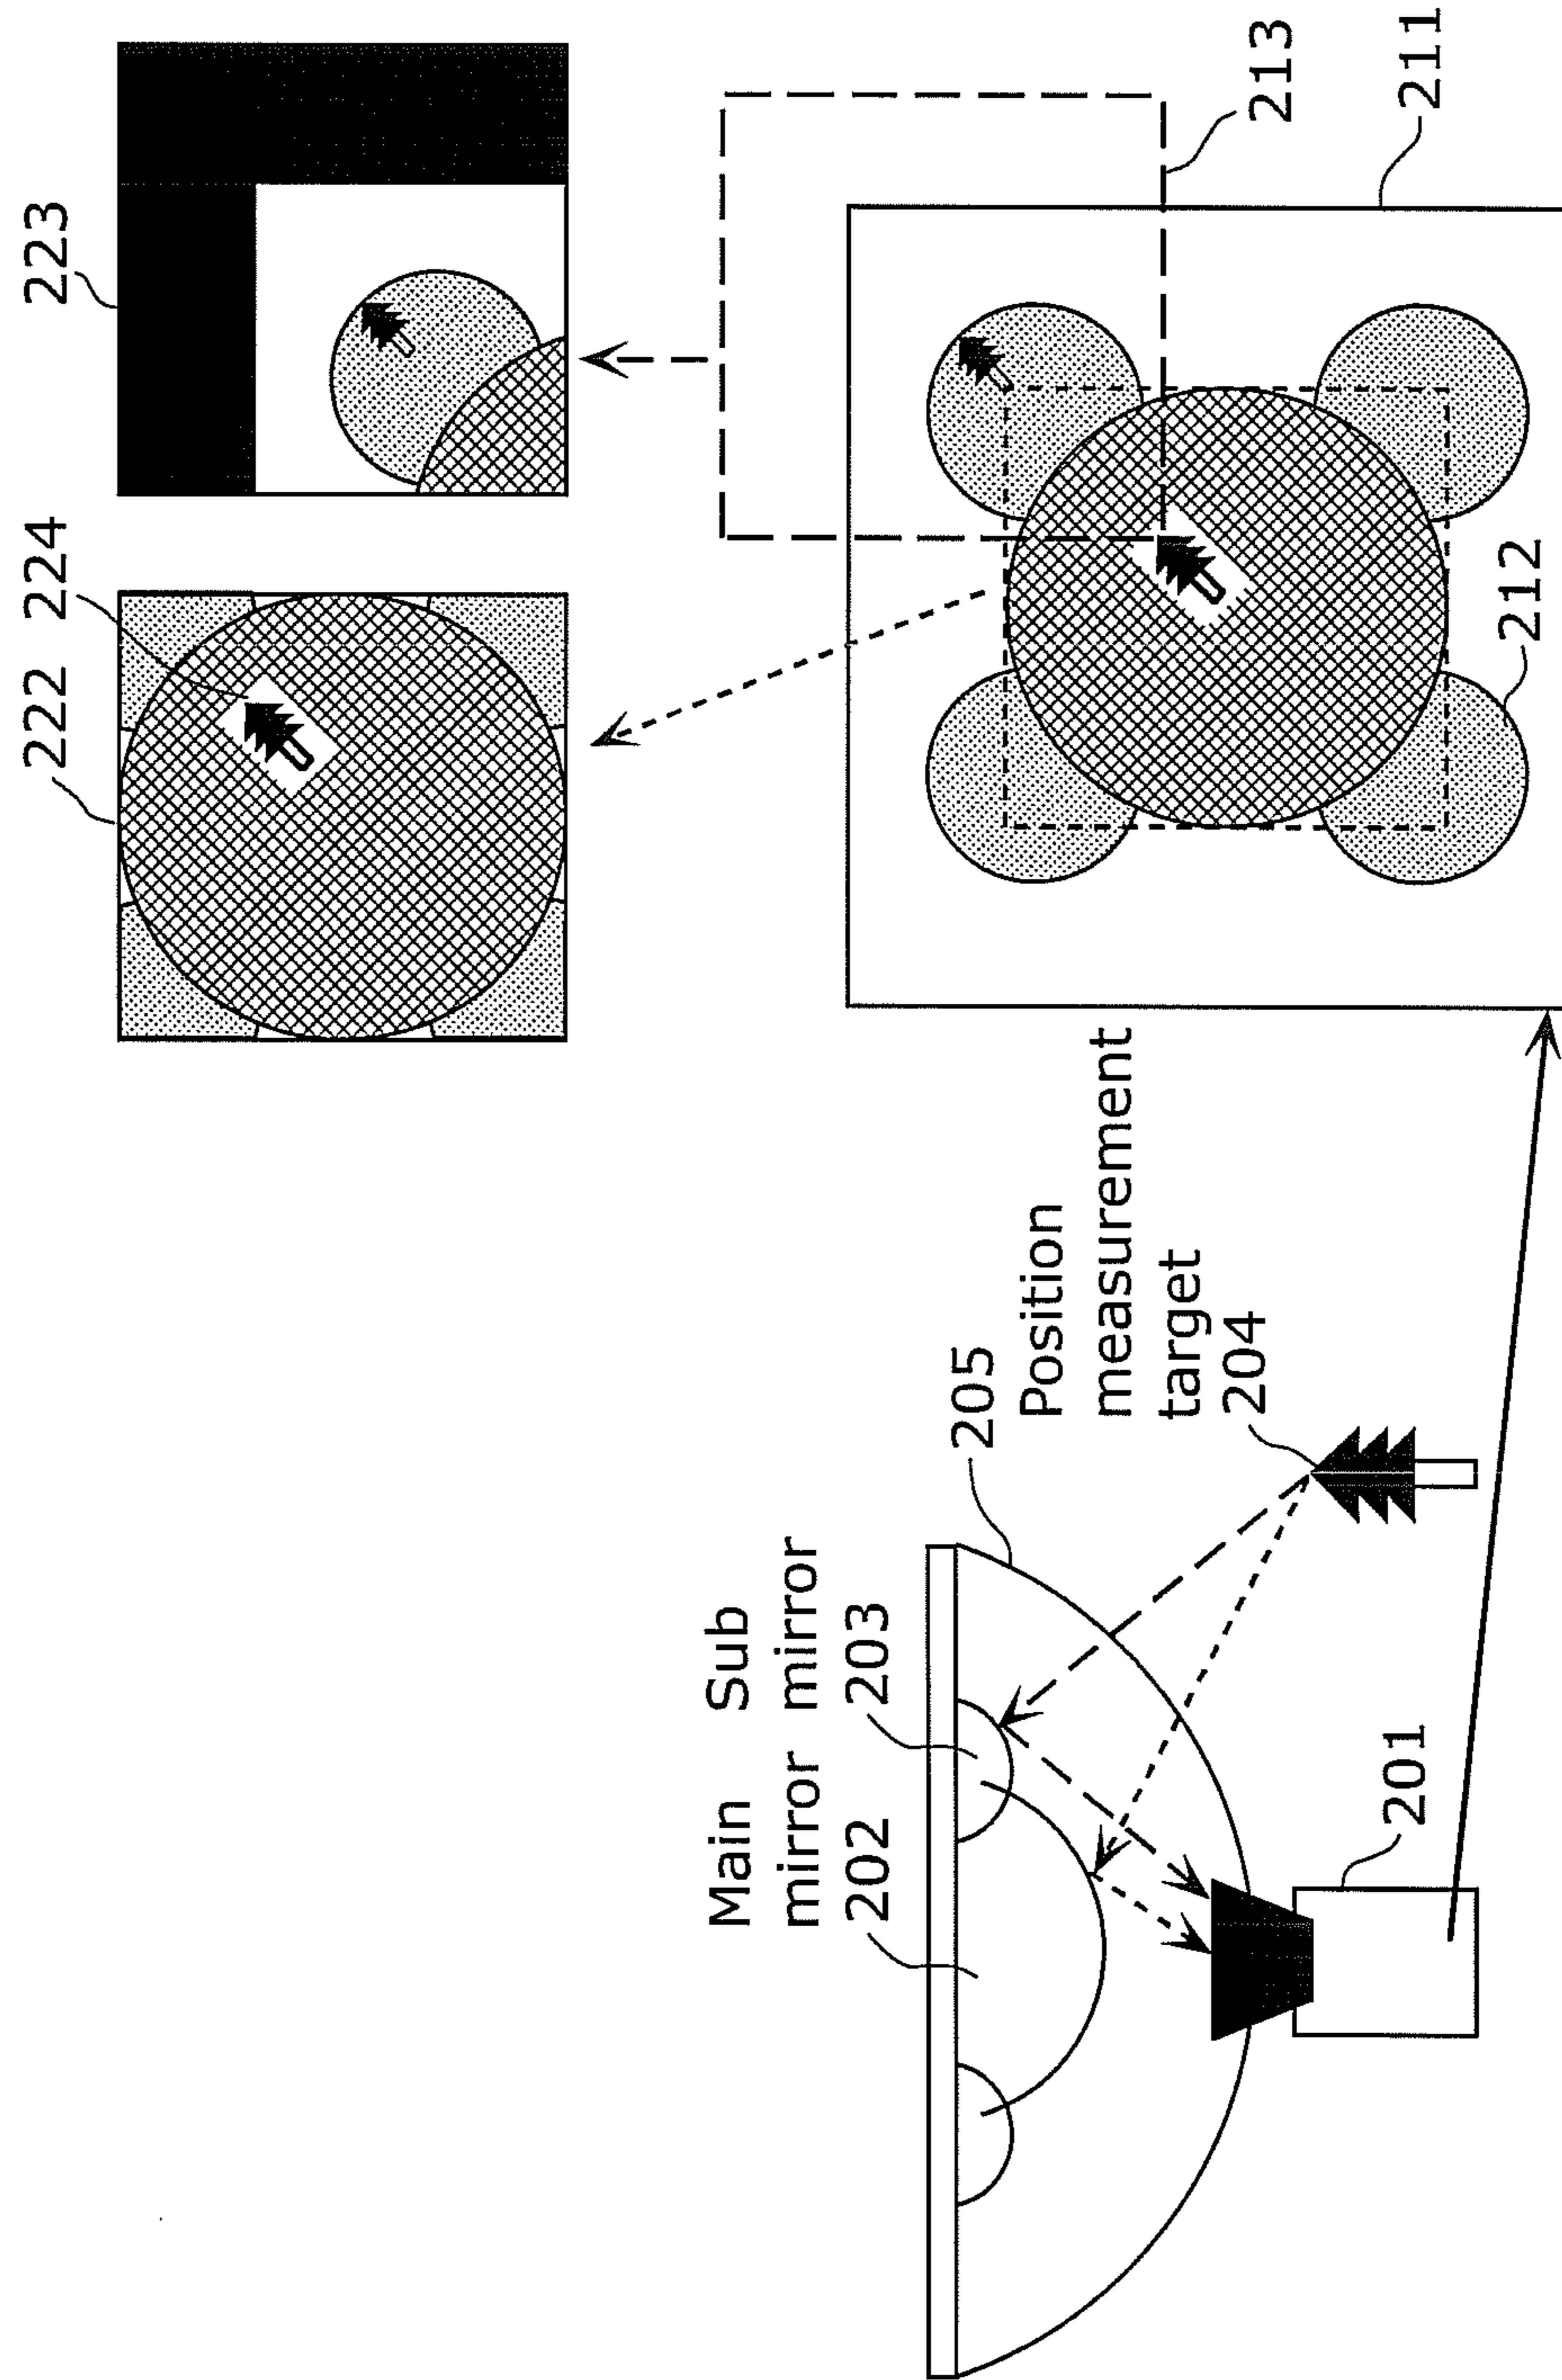 222 224
223
Main Sub
mirror mirror
202 203
205
Position
measurement
target
204
201
213
212
211